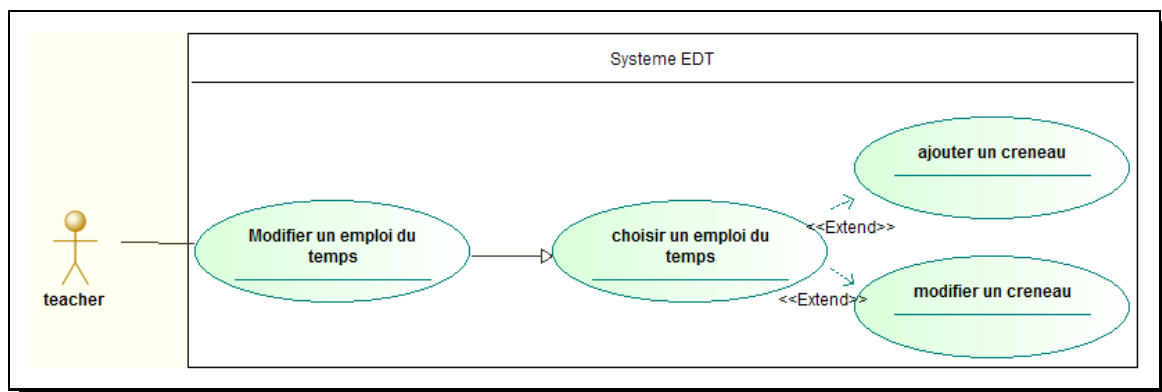 Systeme EDT
ajouter un creneau
<<Extend>>
Modifier un emploi du
temps
choisir un emploi du
temps
teacher
<<Extend>>
modifier un creneau